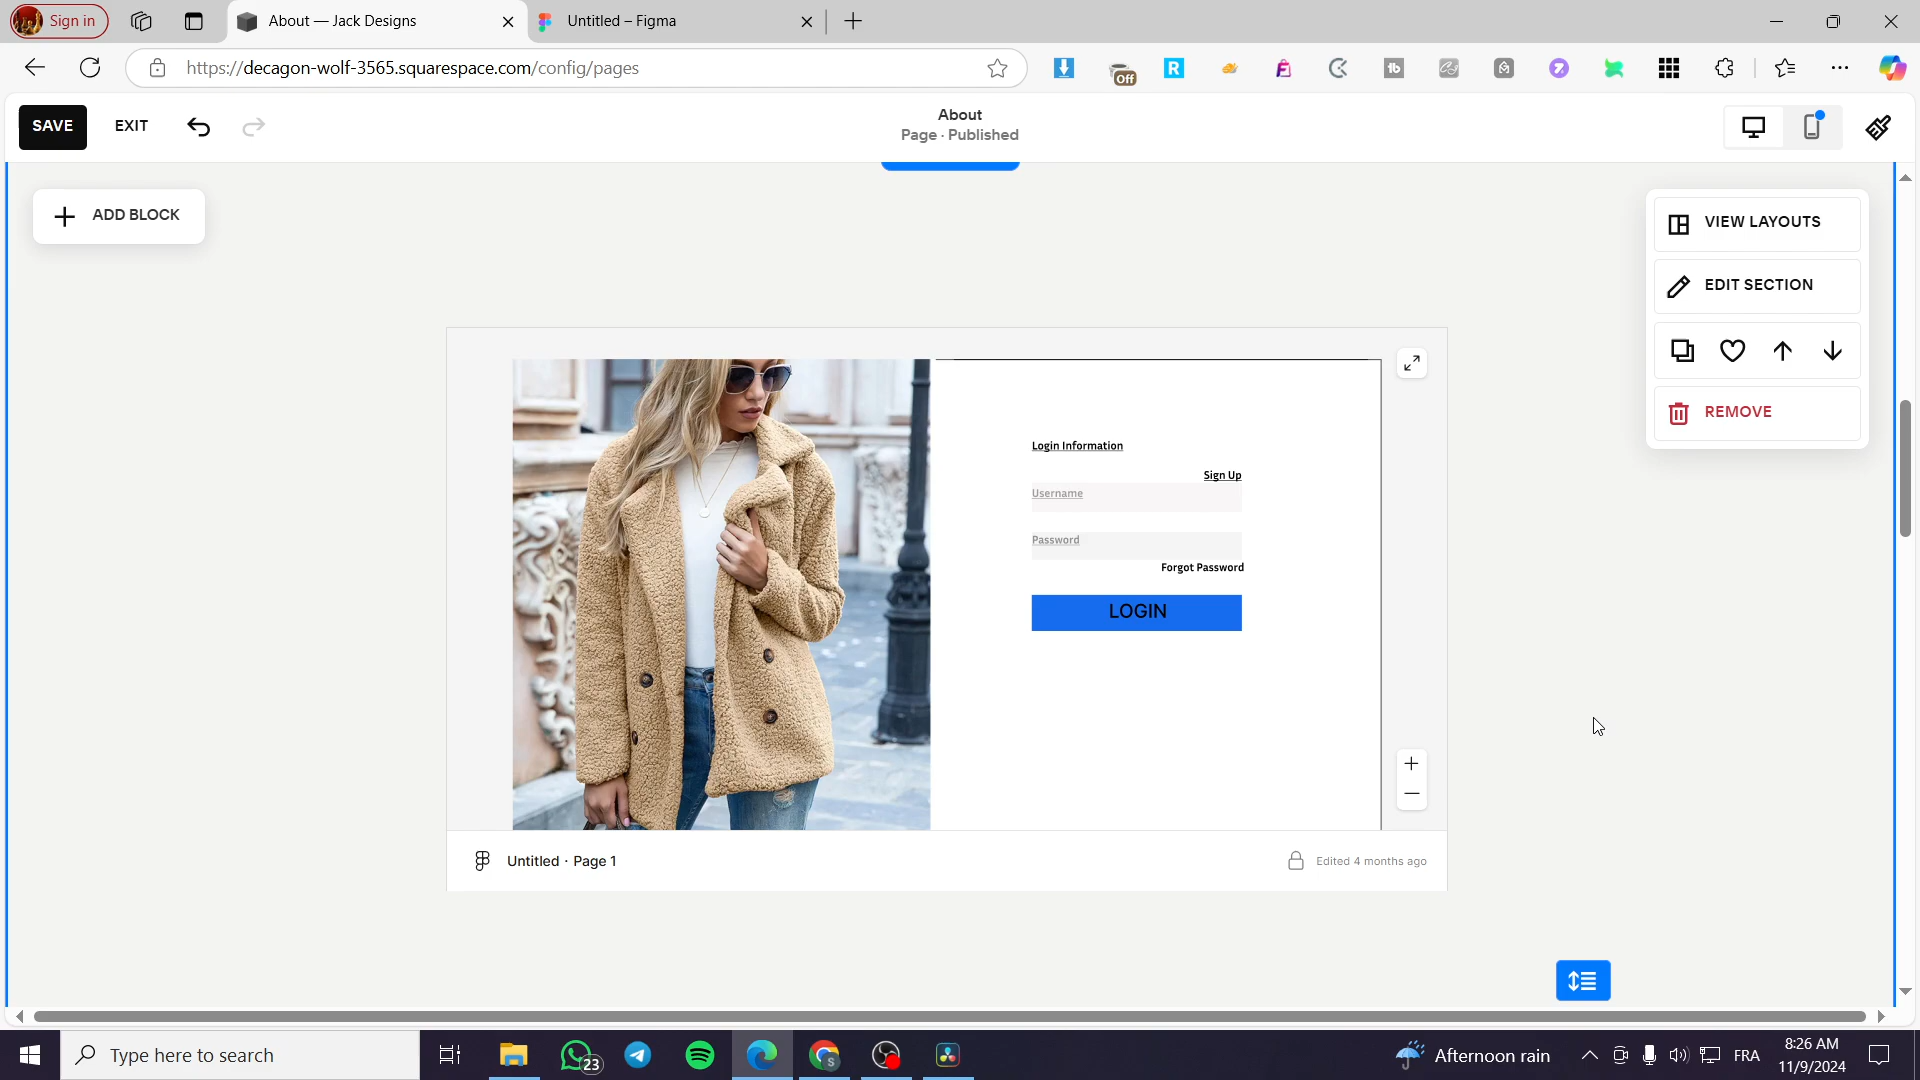 Sign in
About — Jack Designs
Untitled – Figma
https://decagon-wolf-3565.squarespace.com/config/pages
Off
R
tb
SAVE
EXIT
About
Page · Published
ADD BLOCK
VIEW LAYOUTS
EDIT SECTION
REMOVE
Login Information
Sign Up
Username
Password
Forgot Password
LOGIN
Untitled · Page 1
Edited 4 months ago
Type here to search
23
Afternoon rain
FRA
8:26 AM
11/9/2024